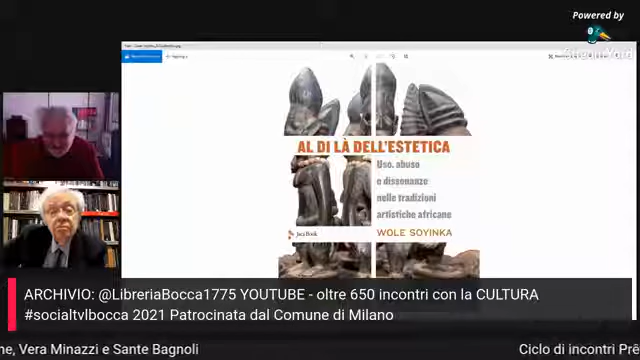 Powered by
StreamYard
AL DI LÀ DELL'ESTETICA
Uso, abuso
e dissonanze
nelle tradizioni
artistiche africane
Jaca Book
WOLE SOYINKA
ARCHIVIO: @LibreriaBocca1775 YOUTUBE - oltre 650 incontri con la CULTURA
#socialtvlbocca 2021 Patrocinata dal Comune di Milano
ne, Vera Minazzi e Sante Bagnoli
Ciclo di incontri Prê